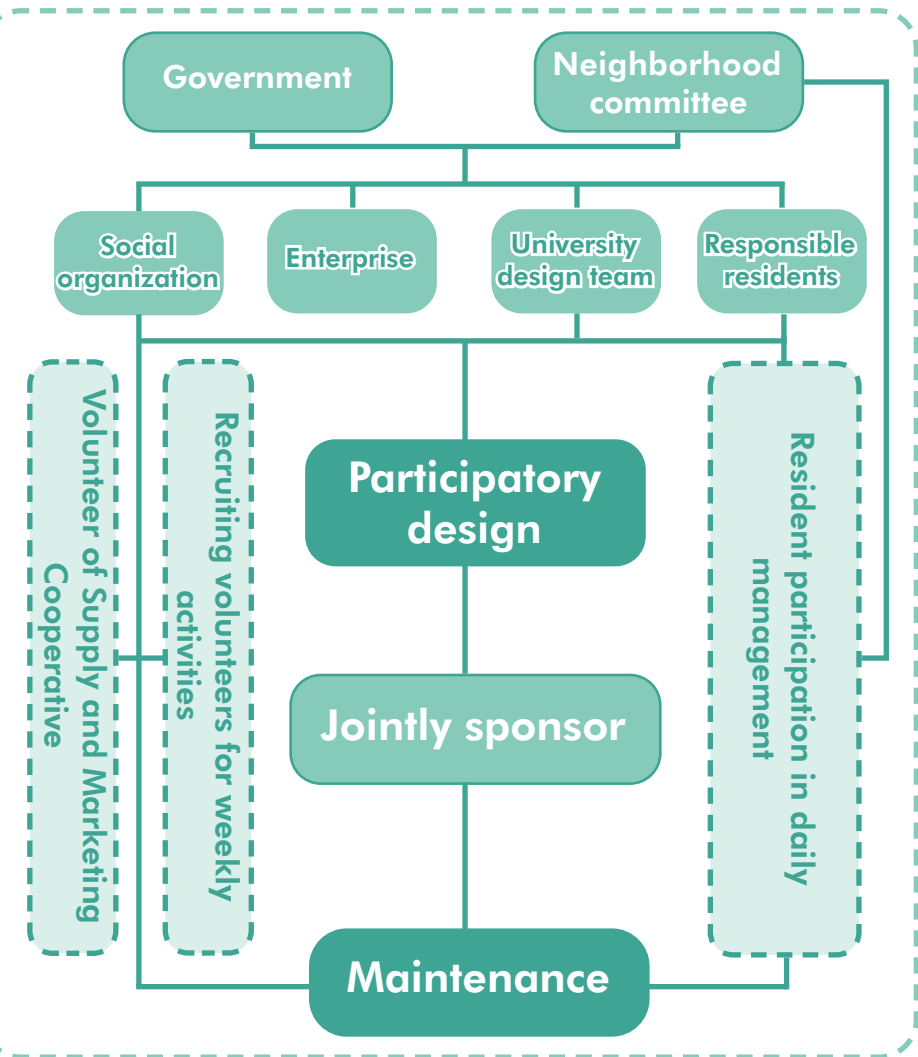 Government
Neighborhood
committee
Social
organization
Enterprise
University
design team
Responsible
residents
Volunteer of Supply and Marketing
Cooperative
Recruiting volunteers for weekly
activities
Participatory
design
Resident participation in daily
management
Jointly sponsor
Maintenance